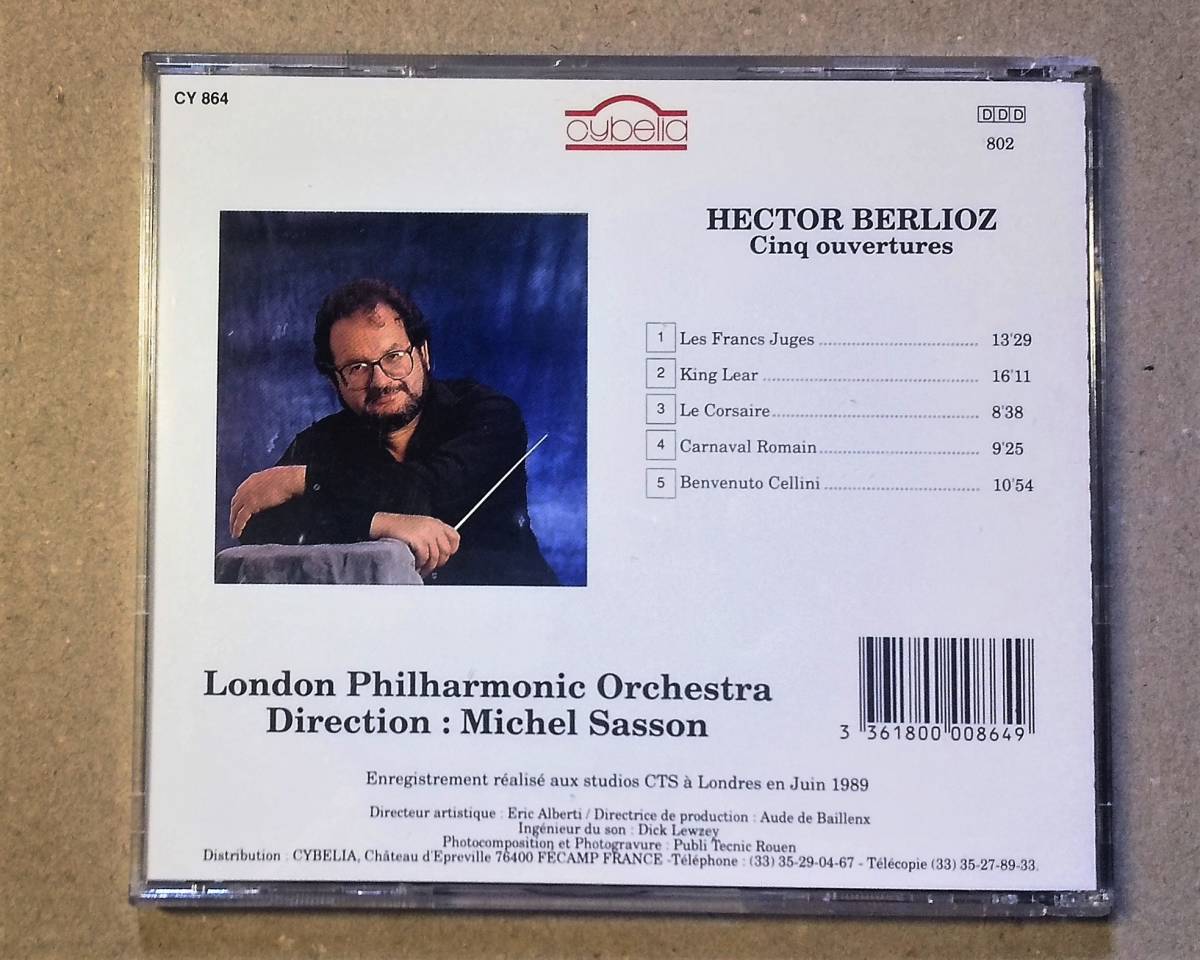 CY 864
cybelia
DDD
802
HECTOR BERLIOZ
Cinq ouvertures
1 Les Francs Juges ........................ 13'29
2 King Lear ........................ 16'11
3 Le Corsaire ........................ 8'38
4 Carnaval Romain ........................ 9'25
5 Benvenuto Cellini ........................ 10'54
London Philharmonic Orchestra
Direction : Michel Sasson
3 361800 008649
Enregistrement réalisé aux studios CTS à Londres en Juin 1989
Directeur artistique : Eric Alberti / Directrice de production : Aude de Baillenx
Ingénieur du son : Dick Lewzey
Photocomposition et Photogravure : Publi Tecnic Rouen
Distribution : CYBELIA, Château d'Epreville 76400 FECAMP FRANCE -Téléphone : (33) 35-29-04-67 - Télécopie (33) 35-27-89-33.